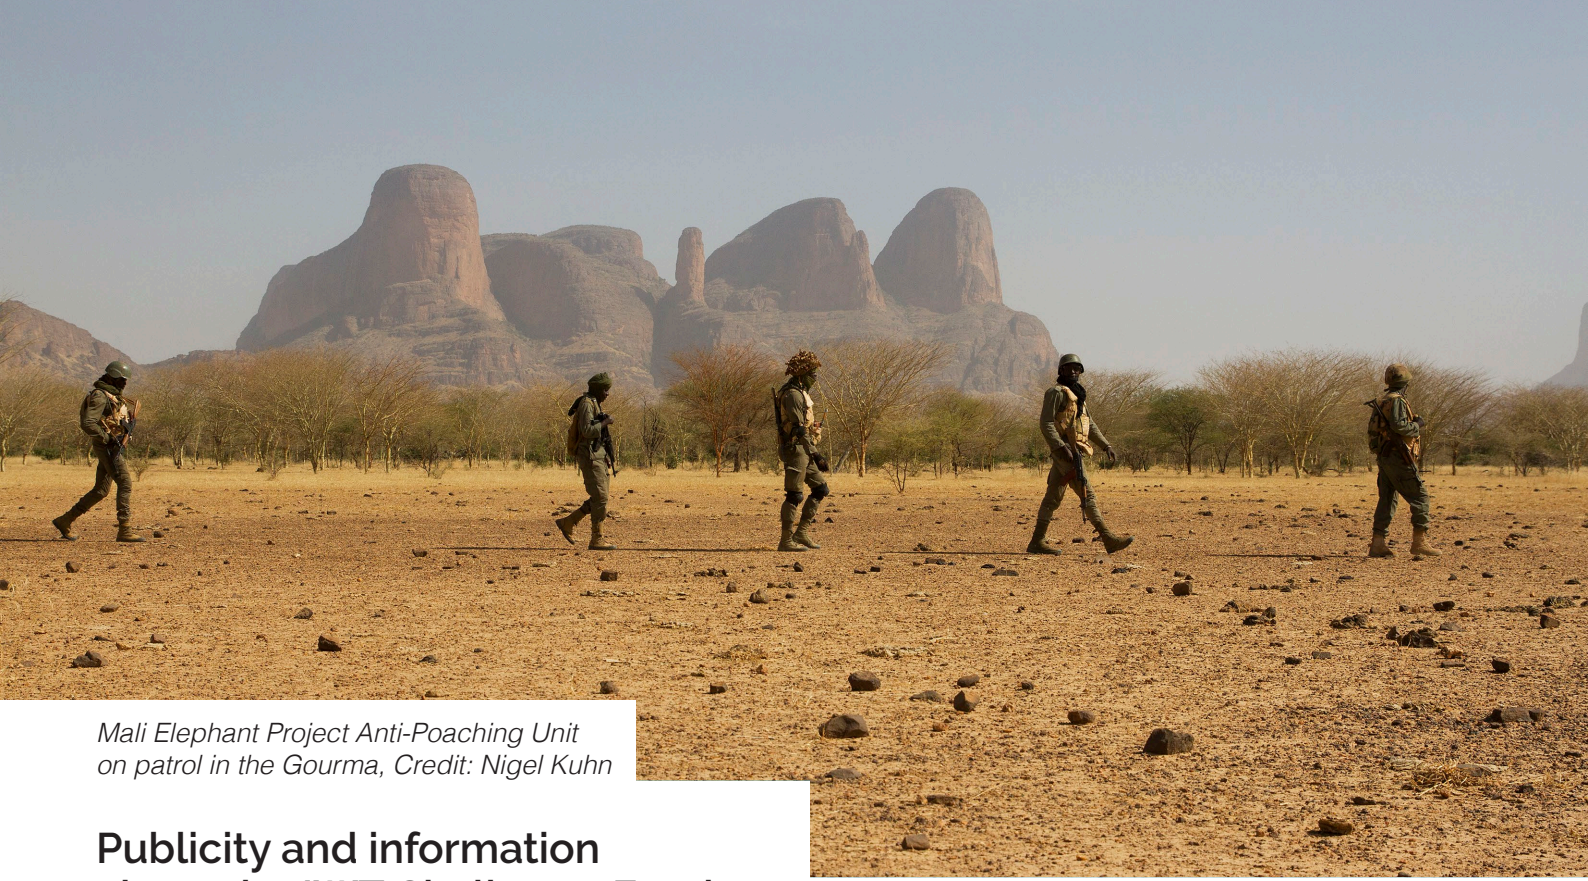 Mali Elephant Project Anti-Poaching Unit
on patrol in the Gourma, Credit: Nigel Kuhn
Publicity and information